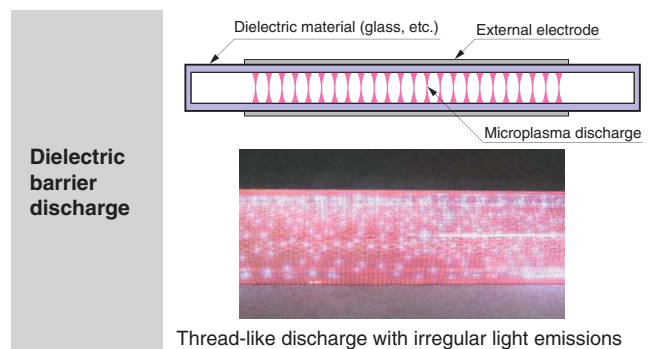 Dielectric material (glass, etc.)
External electrode
Microplasma discharge
Dielectric
barrier
discharge
Thread-like discharge with irregular light emissions